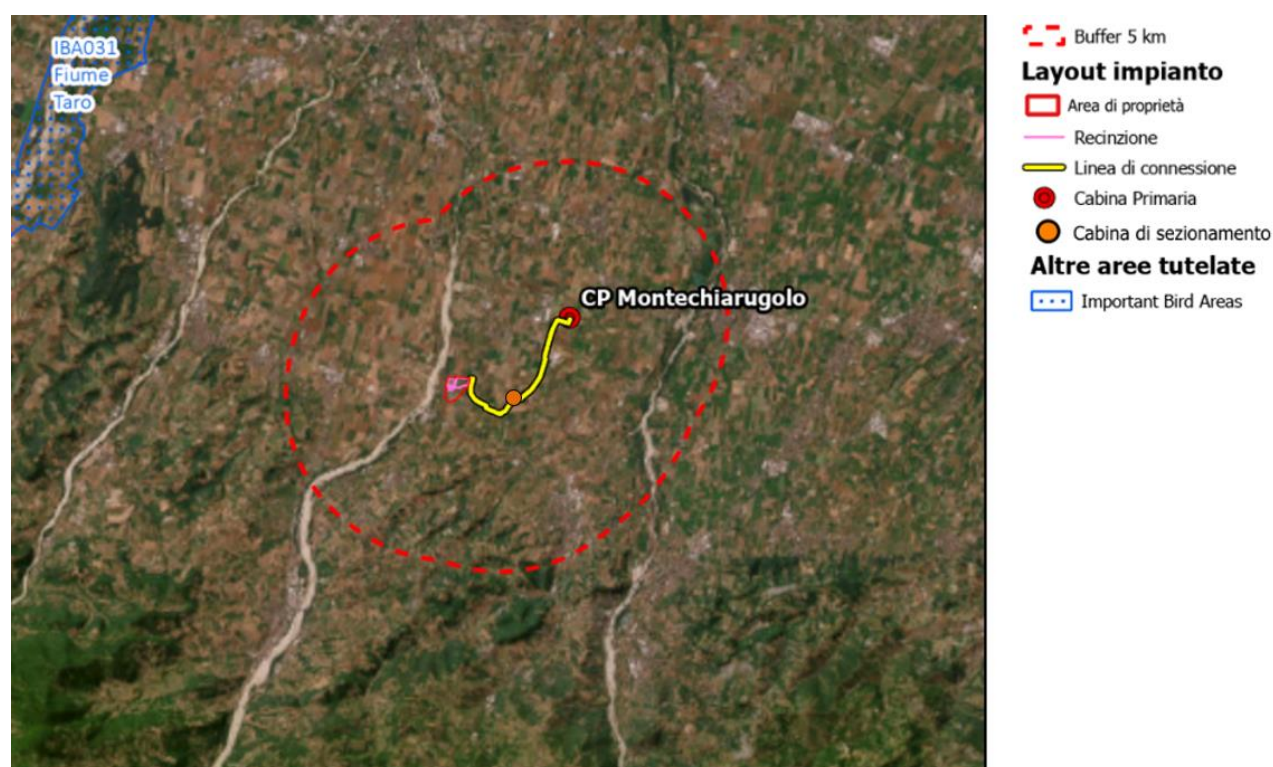 IBA031
Fiume
Taro
CP Montechiarugolo
Buffer 5 km
Layout impianto
Area di proprietà
Recinzione
Linea di connessione
Cabina Primaria
Cabina di sezionamento
Altre aree tutelate
Important Bird Areas